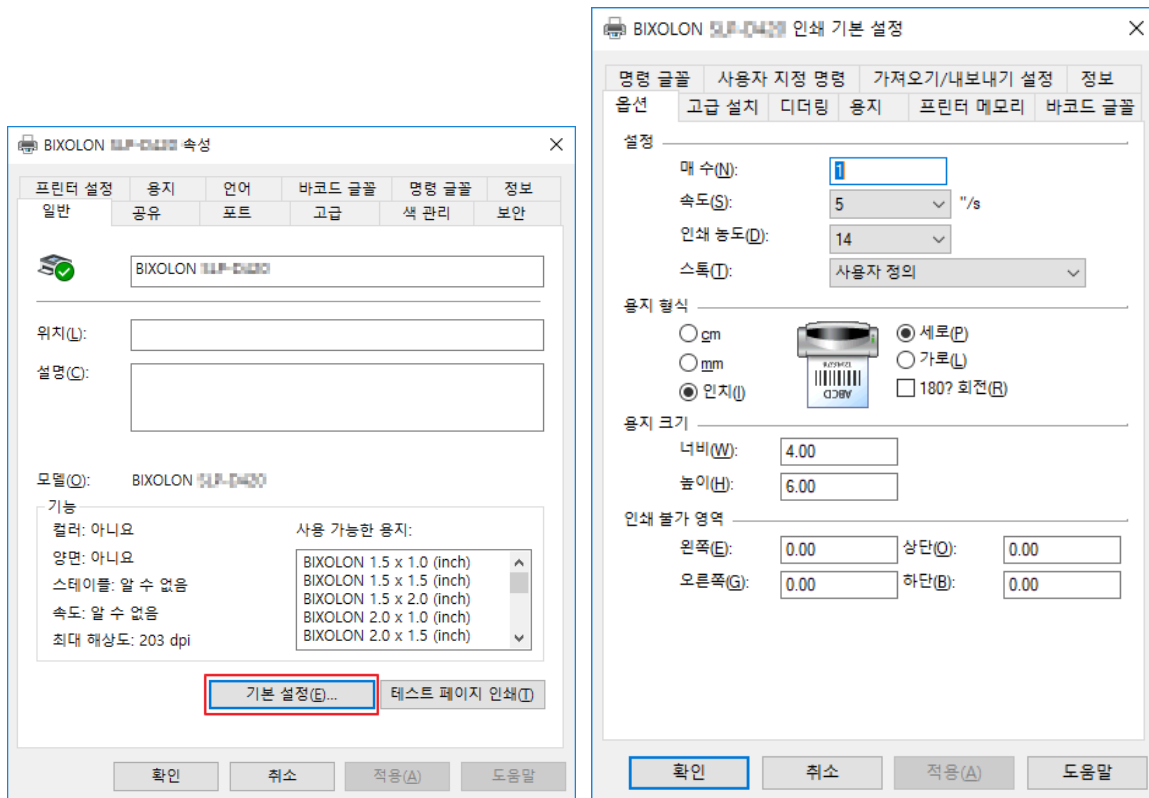 BIXOLON 속성
프린터 설정 용지 언어 바코드 글꼴 명령 글꼴 정보
일반 공유 포트 고급 색 관리 보안
BIXOLON
위치(L):
설명(C):
모델(O): BIXOLON
기능
컬러: 아니요
양면: 아니요
스테이플: 알 수 없음
속도: 알 수 없음
최대 해상도: 203 dpi
사용 가능한 용지:
BIXOLON 1.5 x 1.0 (inch)
BIXOLON 1.5 x 1.5 (inch)
BIXOLON 1.5 x 2.0 (inch)
BIXOLON 2.0 x 1.0 (inch)
BIXOLON 2.0 x 1.5 (inch)
기본 설정(E)... 테스트 페이지 인쇄(T)
확인 취소 적용(A) 도움말
BIXOLON 인쇄 기본 설정
명령 글꼴 사용자 지정 명령 가져오기/내보내기 설정 정보
옵션 고급 설치 디더링 용지 프린터 메모리 바코드 글꼴
설정
매 수(N): 1
속도(S): 5 "/s
인쇄 농도(D): 14
스톡(T): 사용자 정의
용지 형식
cm
mm
인치(I)
ABCD
세로(P)
가로(L)
180? 회전(R)
용지 크기
너비(W): 4.00
높이(H): 6.00
인쇄 불가 영역
왼쪽(E): 0.00 상단(O): 0.00
오른쪽(G): 0.00 하단(B): 0.00
확인 취소 적용(A) 도움말